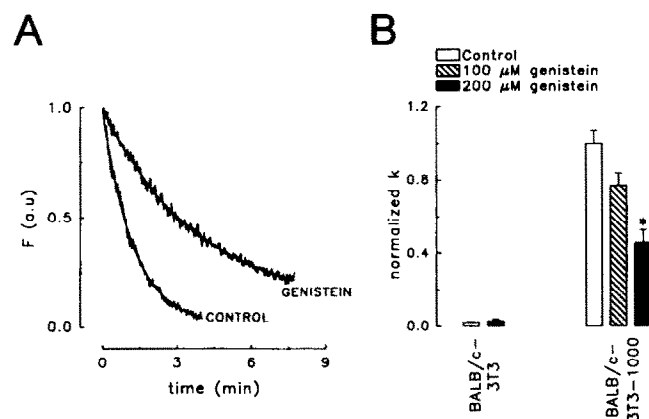 A
1.0
0.5
0.0
F (a.u)
GENISTEIN
CONTROL
0 3 6 9
time (min)
B
Control
100 μM genistein
200 μM genistein
1.2
0.8
0.4
0.0
normalized k
*
BALB/c-
3T3
BALB/c-
3T3-1000